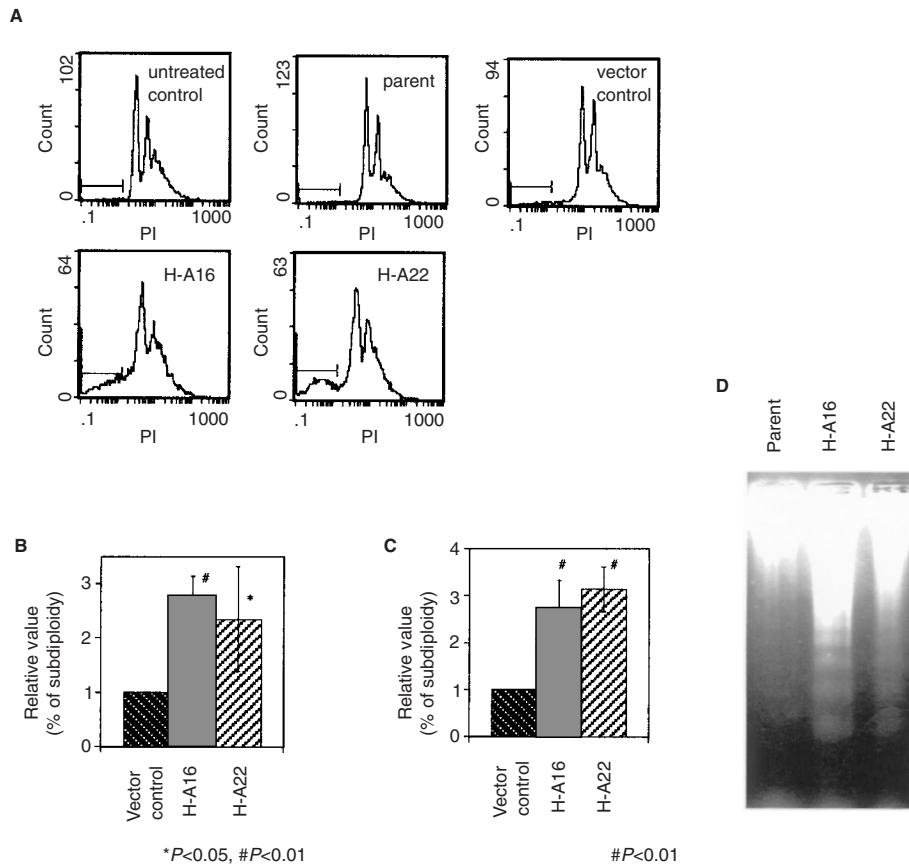 A
102
untreated
control
Count
0
.1
1000
PI
123
parent
Count
0
.1
1000
PI
94
vector
control
Count
0
.1
1000
PI
64
H-A16
Count
0
.1
1000
PI
63
H-A22
Count
0
.1
1000
PI
B
Relative value
(% of subdiploidy)
3
2
1
0
#
*
Vector
control
H-A16
H-A22
*P<0.05, #P<0.01
C
Relative value
(% of subdiploidy)
4
3
2
1
0
#
#
Vector
control
H-A16
H-A22
#P<0.01
D
Parent
H-A16
H-A22